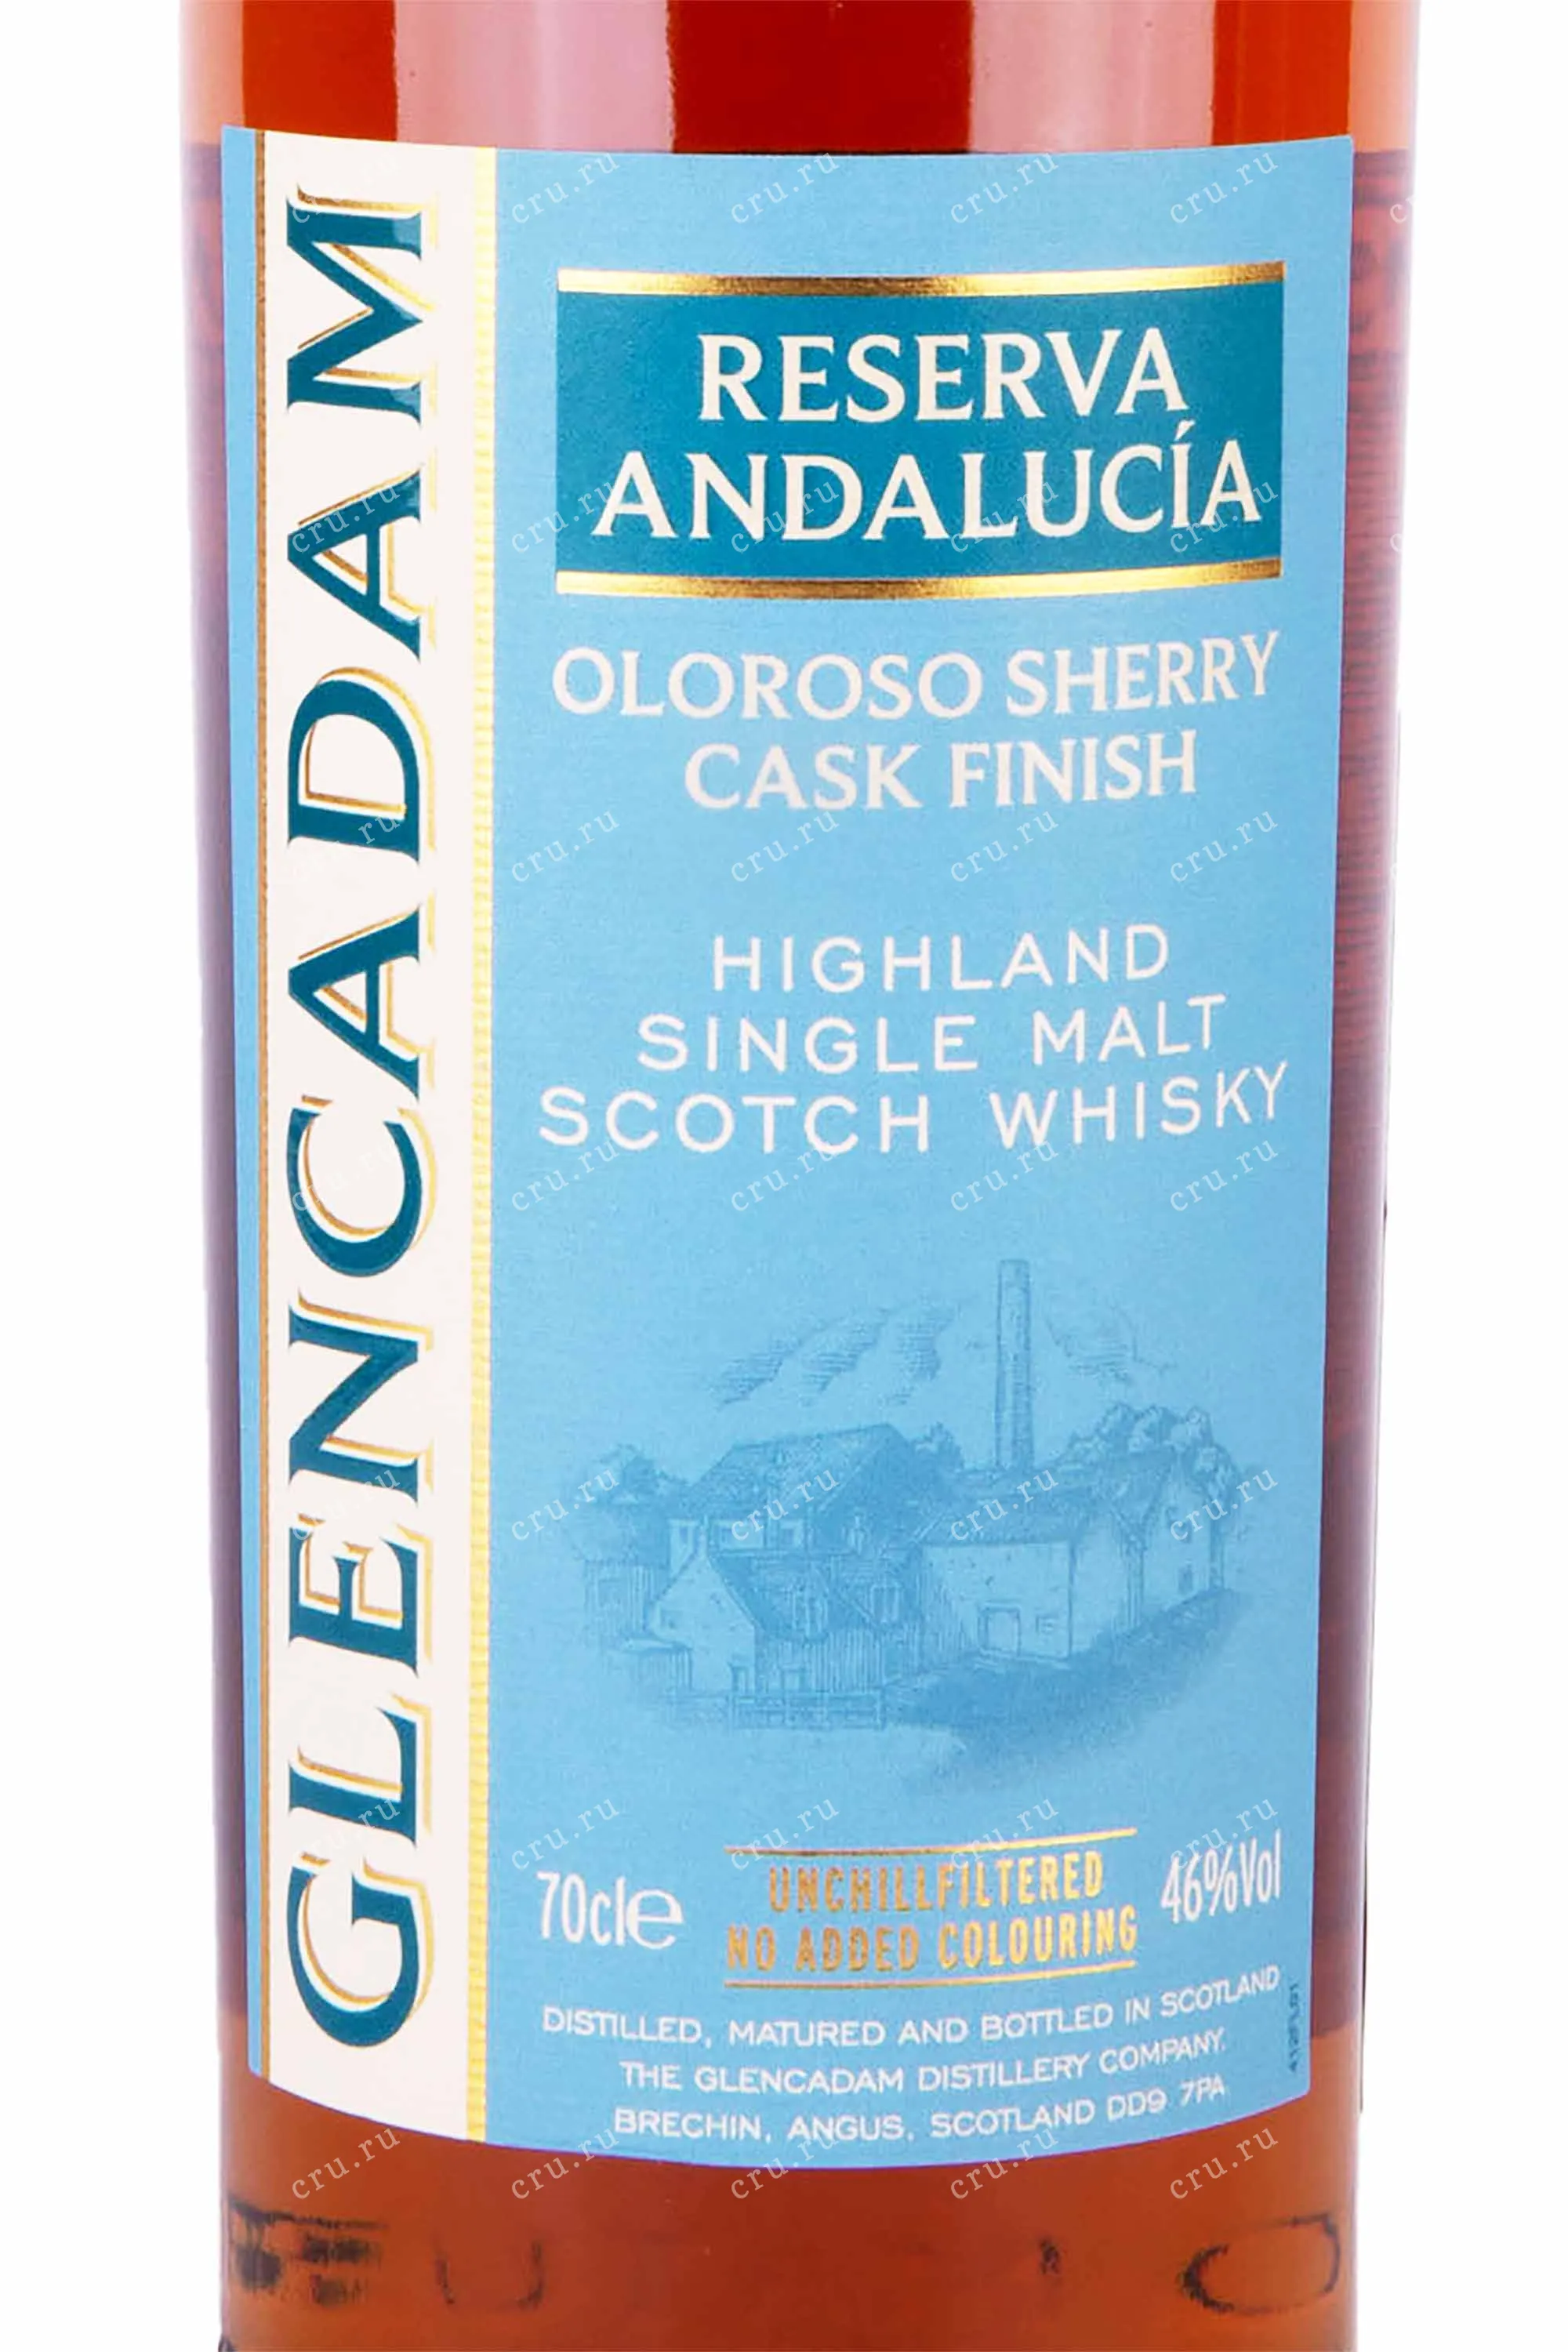 GLENCADAM
RESERVA
ANDALUCÍA
OLOROSO SHERRY
CASK FINISH
HIGHLAND
SINGLE MALT
SCOTCH WHISKY
70cl e
UNCHILLFILTERED
NO ADDED COLOURING
46%Vol
DISTILLED, MATURED AND BOTTLED IN SCOTLAND
THE GLENCADAM DISTILLERY COMPANY.
BRECHIN, ANGUS, SCOTLAND DD9 7PA
cru.ru